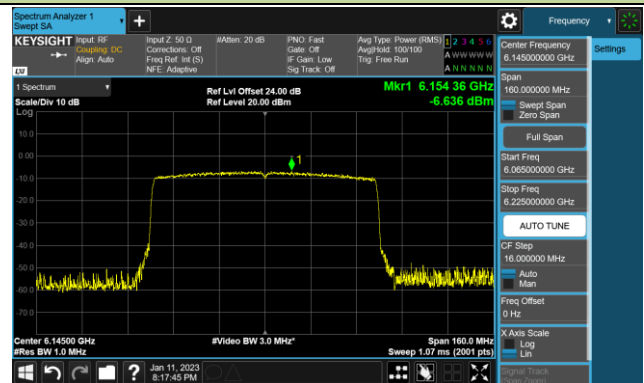 Spectrum Analyzer 1
Swept SA
Frequency
KEYSIGHT
Input: RF
Coupling: DC
Align: Auto
Input Z: 50 Ω
Corrections: Off
Freq Ref: Int (S)
NFE: Adaptive
#Atten: 20 dB
PNO: Fast
Gate: Off
IF Gain: Low
Sig Track: Off
Avg Type: Power (RMS)
Avg|Hold: 100/100
Trig: Free Run
1 2 3 4 5 6
A W W W W W
A N N N N N
LXI
1 Spectrum
Scale/Div 10 dB
Log
Ref Lvl Offset 24.00 dB
Ref Level 20.00 dBm
Mkr1 6.154 36 GHz
-6.636 dBm
10.0
0.00
-10.0
-20.0
-30.0
-40.0
-50.0
-60.0
-70.0
1
Center 6.14500 GHz
#Res BW 1.0 MHz
#Video BW 3.0 MHz*
Span 160.0 MHz
Sweep 1.07 ms (2001 pts)
Center Frequency
6.145000000 GHz
Span
160.000000 MHz
Swept Span
Zero Span
Full Span
Start Freq
6.065000000 GHz
Stop Freq
6.225000000 GHz
AUTO TUNE
CF Step
16.000000 MHz
Auto
Man
Freq Offset
0 Hz
X Axis Scale
Log
Lin
Signal Track
(Span Zoom)
Settings
?
Jan 11, 2023
8:17:45 PM